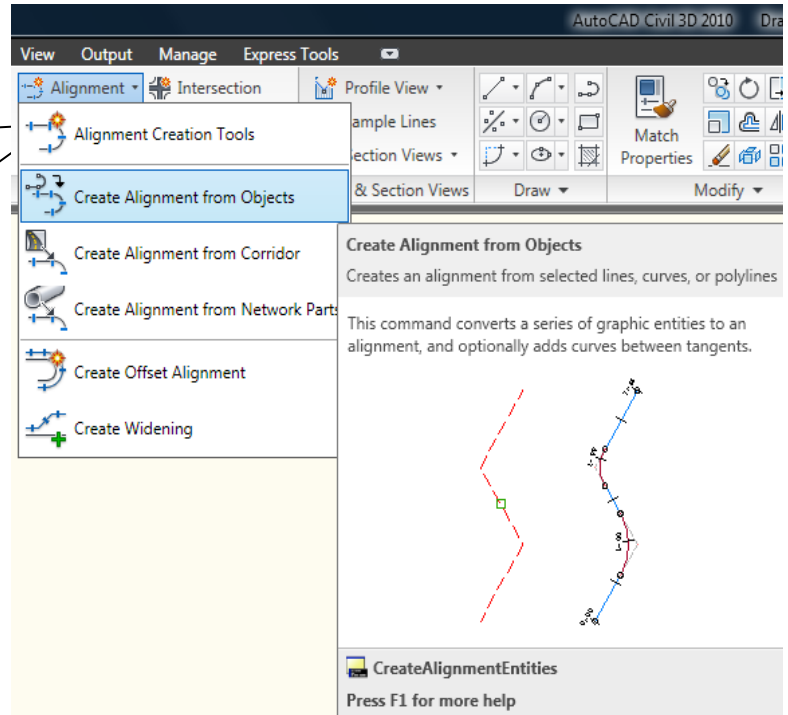 AutoCAD Civil 3D 2010 Dra
View Output Manage Express Tools
Alignment Intersection Profile View
Alignment Creation Tools
ample Lines
Match
Properties
ection Views
Create Alignment from Objects
& Section Views Draw Modify
Create Alignment from Corridor
Create Alignment from Network Parts
Create Offset Alignment
Create Widening
Create Alignment from Objects
Creates an alignment from selected lines, curves, or polylines
This command converts a series of graphic entities to an
alignment, and optionally adds curves between tangents.
CreateAlignmentEntities
Press F1 for more help